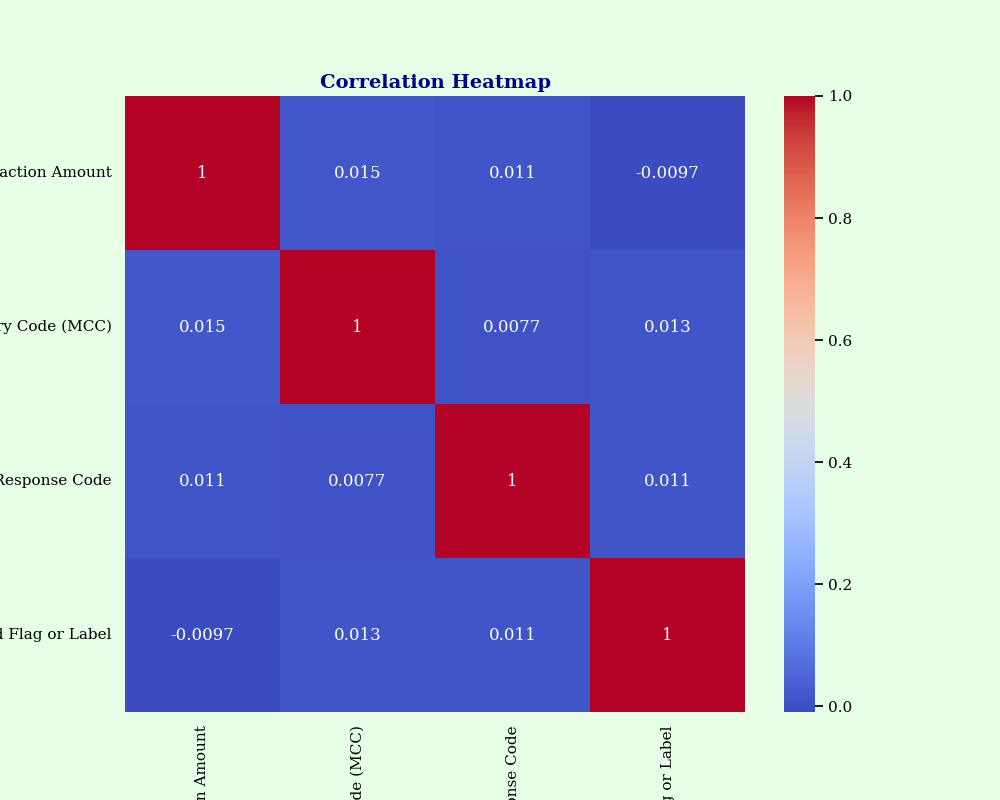 Correlation Heatmap
action Amount
1 0.015 0.011 -0.0097
ry Code (MCC)
0.015 1 0.0077 0.013
Response Code
0.011 0.0077 1 0.011
d Flag or Label
-0.0097 0.013 0.011 1
n Amount
de (MCC)
onse Code
g or Label
1.0
0.8
0.6
0.4
0.2
0.0